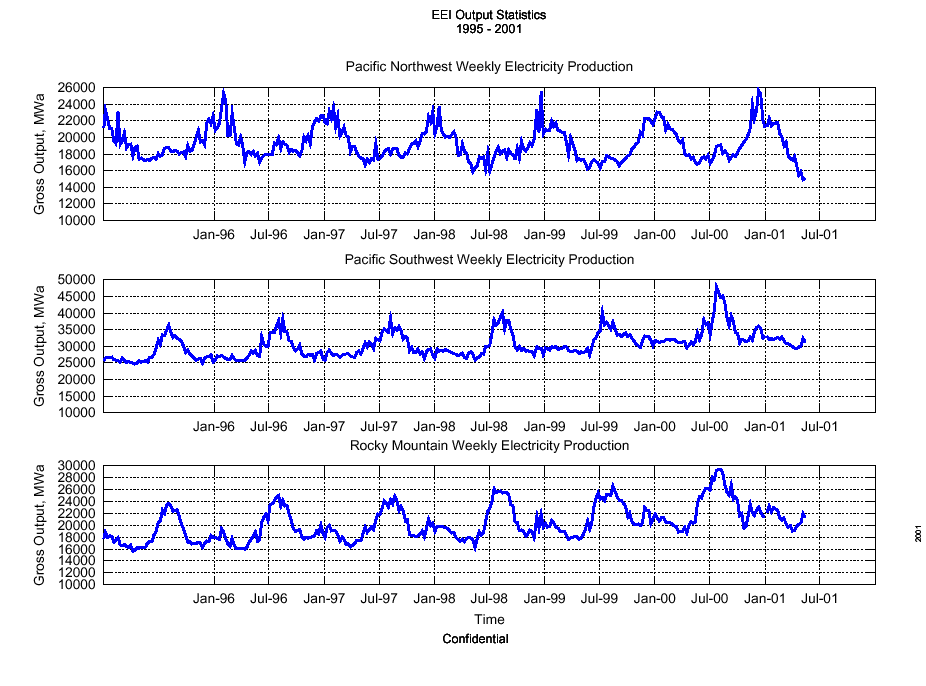 EEI Output Statistics
1995 - 2001
Pacific Northwest Weekly Electricity Production
Gross Output, MWa
26000
24000
22000
20000
18000
16000
14000
12000
10000
Jan-96 Jul-96 Jan-97 Jul-97 Jan-98 Jul-98 Jan-99 Jul-99 Jan-00 Jul-00 Jan-01 Jul-01
Pacific Southwest Weekly Electricity Production
Gross Output, MWa
50000
45000
40000
35000
30000
25000
20000
15000
10000
Jan-96 Jul-96 Jan-97 Jul-97 Jan-98 Jul-98 Jan-99 Jul-99 Jan-00 Jul-00 Jan-01 Jul-01
Rocky Mountain Weekly Electricity Production
Gross Output, MWa
30000
28000
26000
24000
22000
20000
18000
16000
14000
12000
10000
Jan-96 Jul-96 Jan-97 Jul-97 Jan-98 Jul-98 Jan-99 Jul-99 Jan-00 Jul-00 Jan-01 Jul-01
Time
Confidential
2001